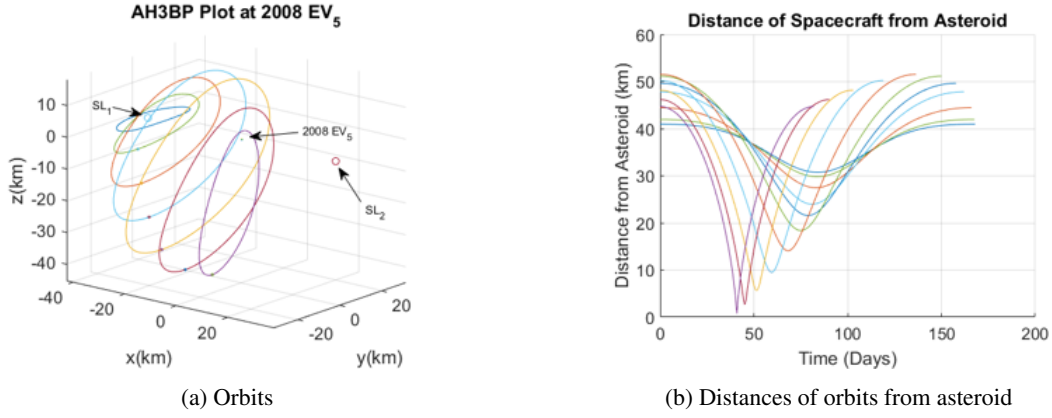 AH3BP Plot at 2008 EV₅
SL₁
2008 EV₅
SL₂
z(km)
10
0
-10
-20
-30
-40
-40
-20
0
20
x(km)
-20
0
20
y(km)
(a) Orbits
Distance of Spacecraft from Asteroid
Distance from Asteroid (km)
60
50
40
30
20
10
0
0
50
100
150
200
Time (Days)
(b) Distances of orbits from asteroid